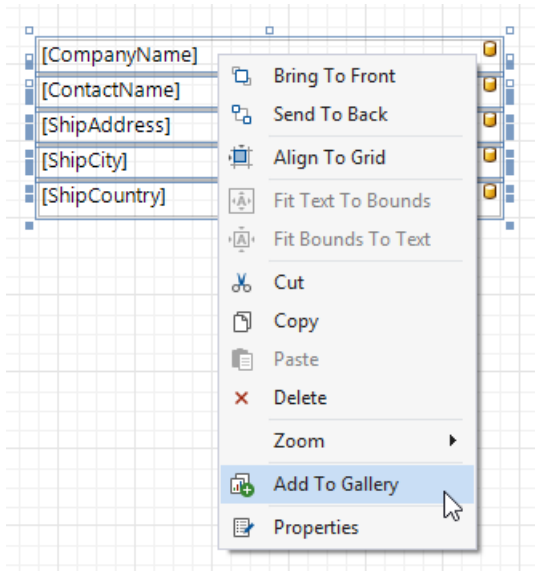 [CompanyName]
[ContactName]
[ShipAddress]
[ShipCity]
[ShipCountry]
Bring To Front
Send To Back
Align To Grid
Fit Text To Bounds
Fit Bounds To Text
Cut
Copy
Paste
Delete
Zoom
Add To Gallery
Properties